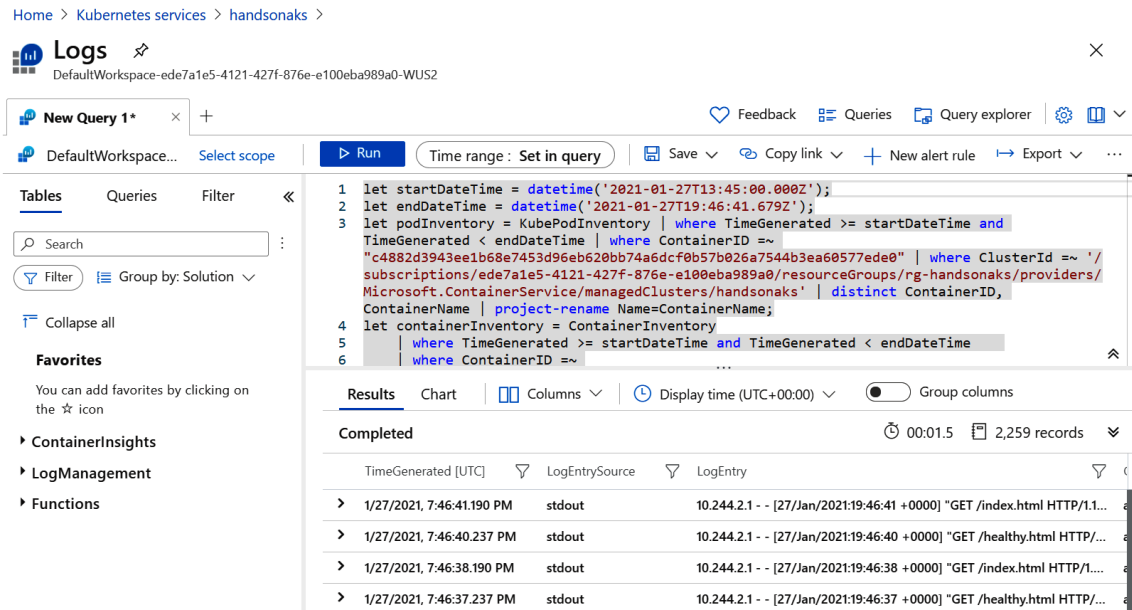 Home > Kubernetes services > handsonaks >
Logs
DefaultWorkspace-ede7a1e5-4121-427f-876e-e100eba989a0-WUS2
New Query 1*
Feedback Queries Query explorer
DefaultWorkspace... Select scope Run Time range : Set in query Save Copy link New alert rule Export ...
Tables Queries Filter
Search
Filter Group by: Solution
Collapse all
Favorites
You can add favorites by clicking on
the ☆ icon
ContainerInsights
LogManagement
Functions
1 let startDateTime = datetime('2021-01-27T13:45:00.000Z');
2 let endDateTime = datetime('2021-01-27T19:46:41.679Z');
3 let podInventory = KubePodInventory | where TimeGenerated >= startDateTime and
TimeGenerated < endDateTime | where ContainerID =~
"c4882d3943ee1b68e7453d96eb620bb74a6dcf0b57b026a7544b3ea60577ede0" | where ClusterId =~ '/
subscriptions/ede7a1e5-4121-427f-876e-e100eba989a0/resourceGroups/rg-handsonaks/providers/
Microsoft.ContainerService/managedClusters/handsonaks' | distinct ContainerID,
ContainerName | project-rename Name=ContainerName;
4 let containerInventory = ContainerInventory
5 | where TimeGenerated >= startDateTime and TimeGenerated < endDateTime
6 | where ContainerID =~
Results Chart Columns Display time (UTC+00:00) Group columns
Completed 00:01.5 2,259 records
TimeGenerated [UTC] LogEntrySource LogEntry
1/27/2021, 7:46:41.190 PM stdout 10.244.2.1 - - [27/Jan/2021:19:46:41 +0000] "GET /index.html HTTP/1.1...
1/27/2021, 7:46:40.237 PM stdout 10.244.2.1 - - [27/Jan/2021:19:46:40 +0000] "GET /healthy.html HTTP/...
1/27/2021, 7:46:38.190 PM stdout 10.244.2.1 - - [27/Jan/2021:19:46:38 +0000] "GET /index.html HTTP/1....
1/27/2021, 7:46:37.237 PM stdout 10.244.2.1 - - [27/Jan/2021:19:46:37 +0000] "GET /healthy.html HTTP/...